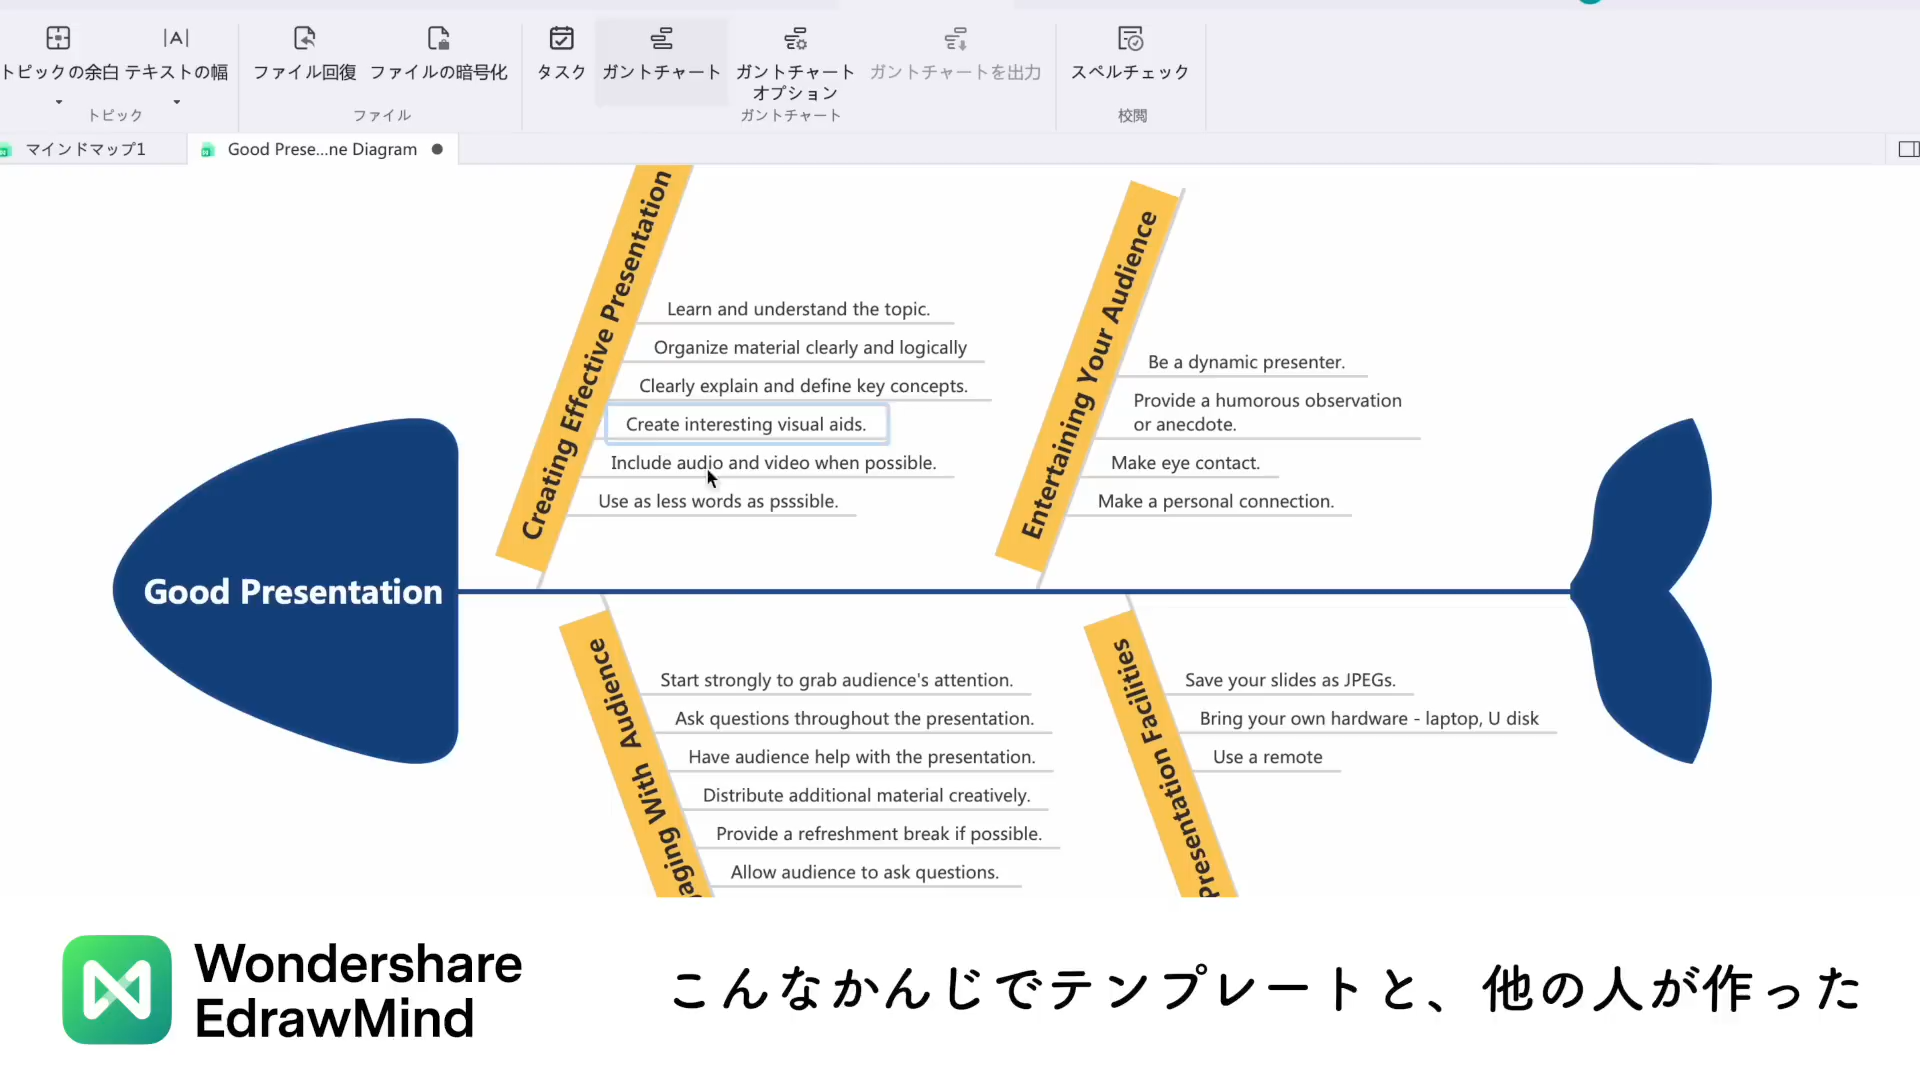 トピックの余白 テキストの幅 ファイル回復 ファイルの暗号化 タスク ガントチャート ガントチャート オプション ガントチャートを出力 スペルチェック
トピック ファイル ガントチャート 校閲
マインドマップ1 Good Prese...ne Diagram
Creating Effective Presentation
Learn and understand the topic.
Organize material clearly and logically
Clearly explain and define key concepts.
Create interesting visual aids.
Include audio and video when possible.
Use as less words as psssible.
Entertaining Your Audience
Be a dynamic presenter.
Provide a humorous observation
or anecdote.
Make eye contact.
Make a personal connection.
Good Presentation
aging With Audience
Start strongly to grab audience's attention.
Ask questions throughout the presentation.
Have audience help with the presentation.
Distribute additional material creatively.
Provide a refreshment break if possible.
Allow audience to ask questions.
Presentation Facilities
Save your slides as JPEGs.
Bring your own hardware - laptop, U disk
Use a remote
Wondershare
EdrawMind
こんなかんじでテンプレートと、他の人が作った